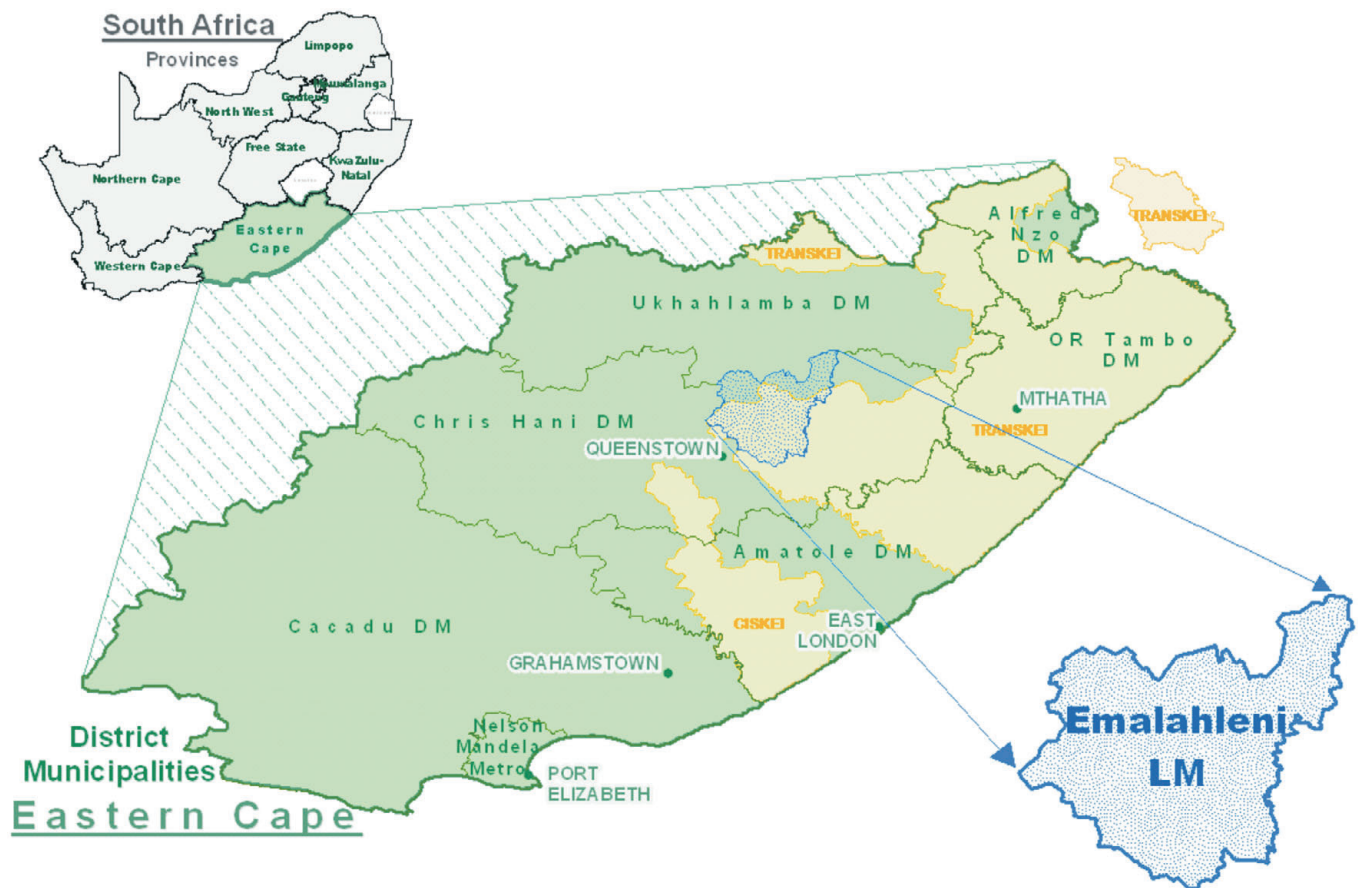 South Africa
Provinces
Limpopo
Gauteng
North West
Free State
KwaZulu-
Natal
Northern Cape
Eastern
Cape
Western Cape
TRANSKEI
Alfred
Nzo
DM
TRANSKEI
Ukhahlamba DM
OR Tambo
DM
MTHATHA
TRANSKEI
Chris Hani DM
QUEENSTOWN
Amatole DM
CISKEI
EAST
LONDON
Cacadu DM
GRAHAMSTOWN
Nelson
Mandela
Metro
PORT
ELIZABETH
District
Municipalities
Eastern Cape
Emalahleni
LM